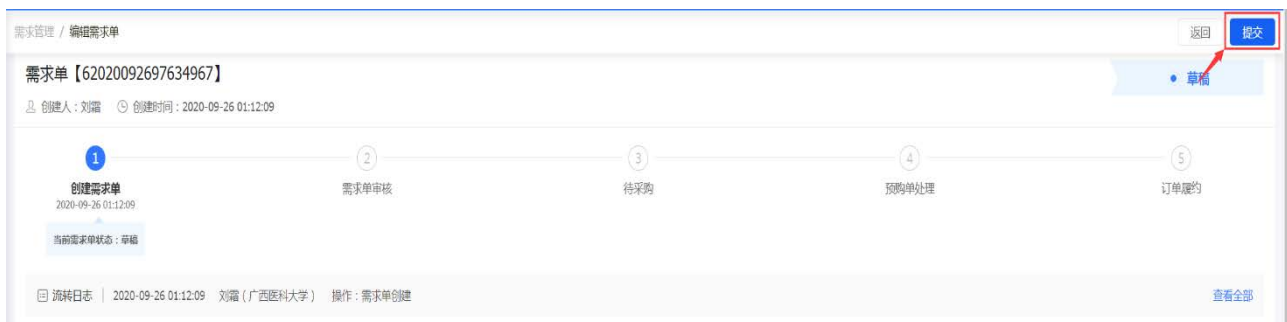 需求管理 / 编辑需求单
返回 提交
需求单【62020092697634967】
草稿
创建人：刘霜 创建时间：2020-09-26 01:12:09
1 2 3 4 5
创建需求单 需求单审核 待采购 预购单处理 订单履约
2020-09-26 01:12:09
当前需求单状态：草稿
流转日志 2020-09-26 01:12:09 刘霜（广西医科大学） 操作：需求单创建 查看全部